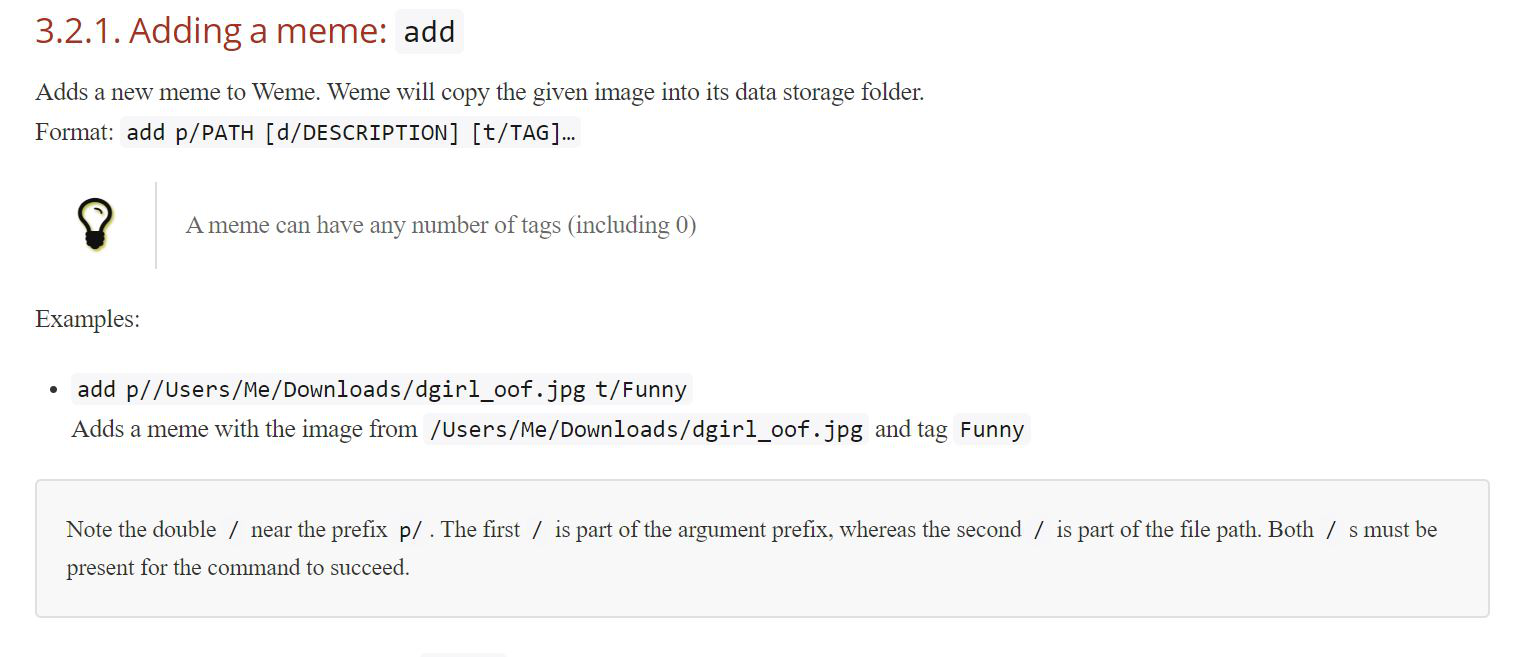 3.2.1. Adding a meme: add
Adds a new meme to Weme. Weme will copy the given image into its data storage folder.
Format: add p/PATH [d/DESCRIPTION] [t/TAG]…
A meme can have any number of tags (including 0)
Examples:
• add p//Users/Me/Downloads/dgirl_oof.jpg t/Funny
Adds a meme with the image from /Users/Me/Downloads/dgirl_oof.jpg and tag Funny
Note the double / near the prefix p/ . The first / is part of the argument prefix, whereas the second / is part of the file path. Both / s must be
present for the command to succeed.